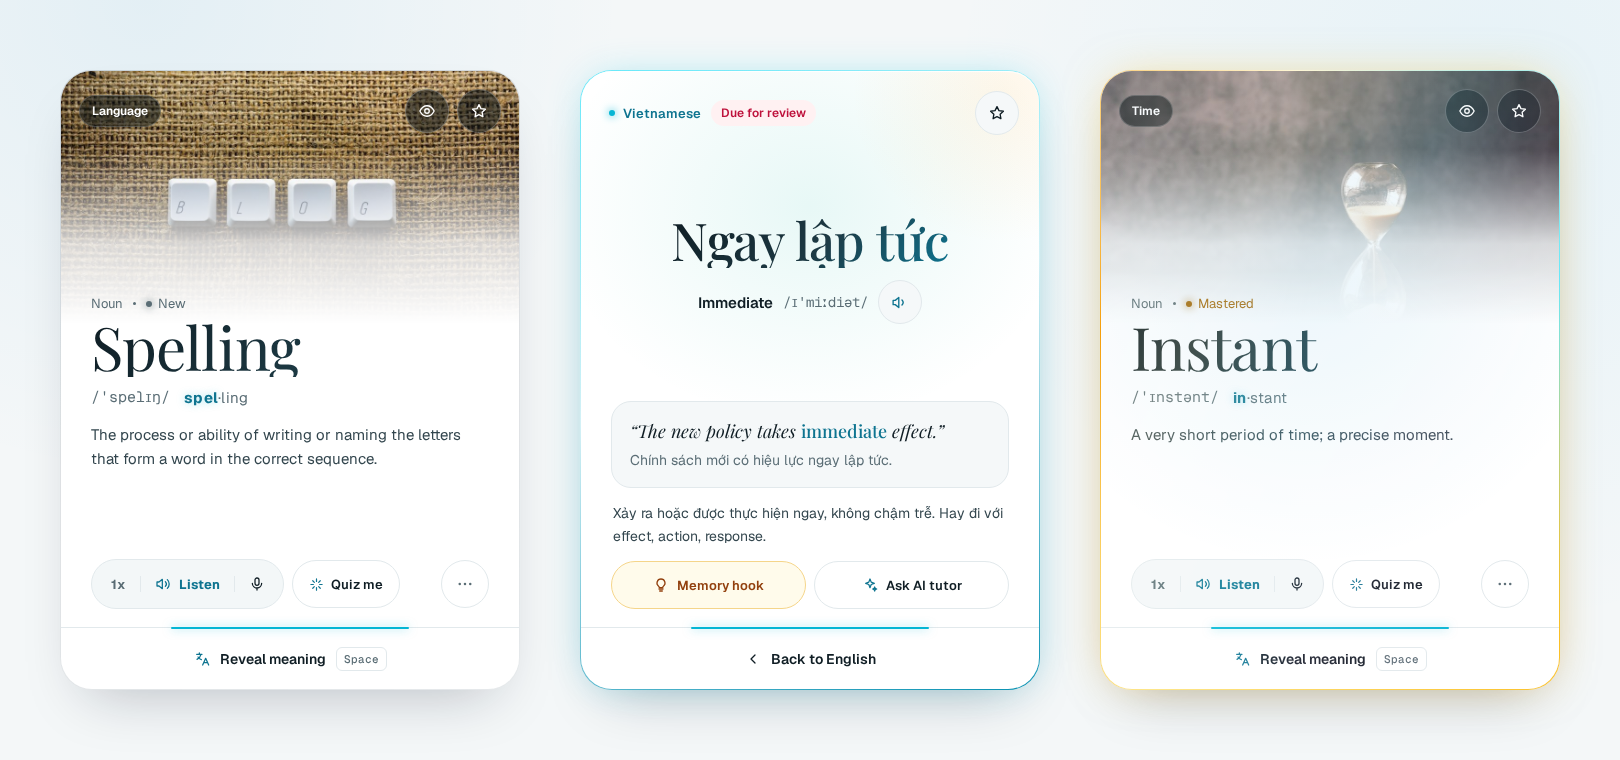 Language
B L O G
Noun • New
Spelling
/ˈspelɪŋ/ spel·ling
The process or ability of writing or naming the letters
that form a word in the correct sequence.
1x Listen Quiz me ...
Reveal meaning Space
Vietnamese Due for review
Ngay lập tức
Immediate /ɪˈmiːdiət/
“The new policy takes immediate effect.”
Chính sách mới có hiệu lực ngay lập tức.
Xảy ra hoặc được thực hiện ngay, không chậm trễ. Hay đi với
effect, action, response.
Memory hook Ask AI tutor
Back to English
Time
Noun • Mastered
Instant
/ˈɪnstənt/ in·stant
A very short period of time; a precise moment.
1x Listen Quiz me ...
Reveal meaning Space